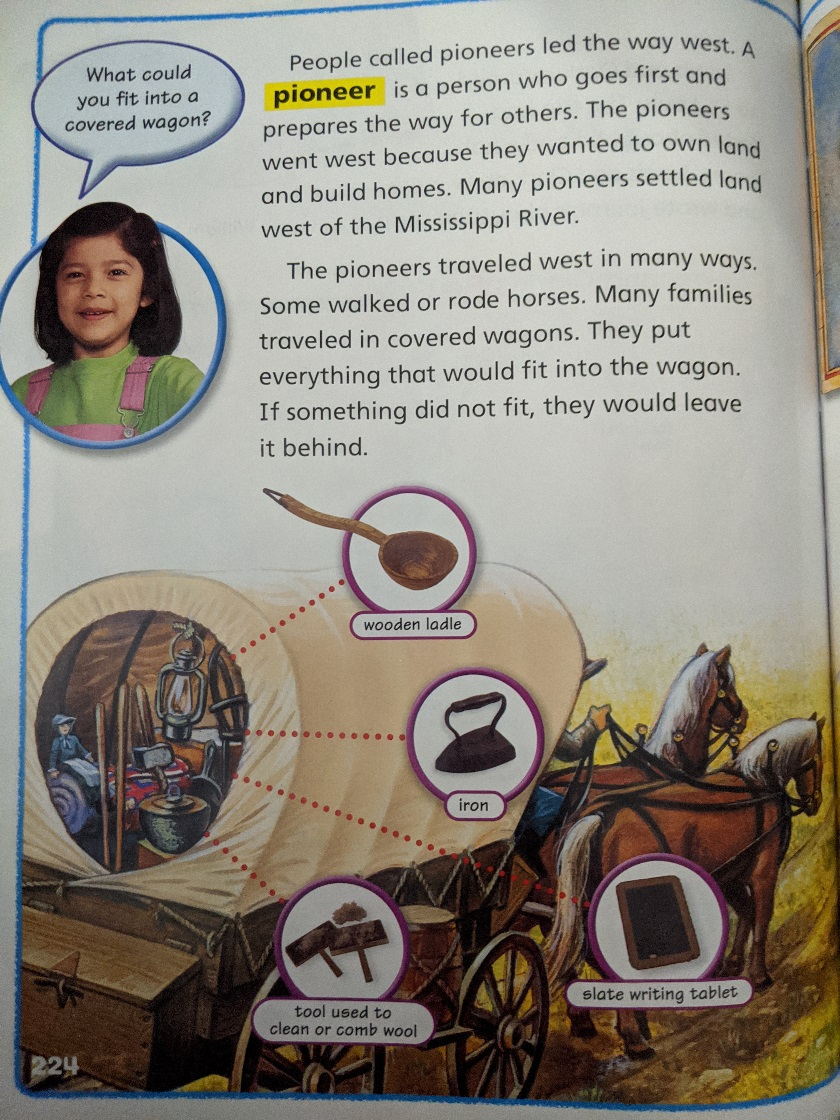 What could
you fit into a
covered wagon?
People called pioneers led the way west. A
pioneer is a person who goes first and
prepares the way for others. The pioneers
went west because they wanted to own land
and build homes. Many pioneers settled land
west of the Mississippi River.
The pioneers traveled west in many ways.
Some walked or rode horses. Many families
traveled in covered wagons. They put
everything that would fit into the wagon.
If something did not fit, they would leave
it behind.
wooden ladle
iron
slate writing tablet
tool used to
clean or comb wool
224